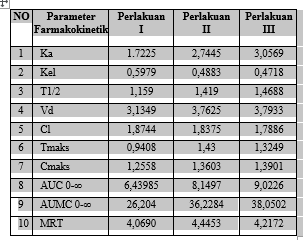 NO Parameter Farmakokinetik Perlakuan I Perlakuan II Perlakuan III
1 Ka 1.7225 2,7445 3,0569
2 Kel 0,5979 0,4883 0,4718
3 T1/2 1,159 1,419 1,4688
4 Vd 3,1349 3,7625 3,7933
5 Cl 1,8744 1,8375 1,7886
6 Tmaks 0,9408 1,43 1,3249
7 Cmaks 1,2558 1,3603 1,3901
8 AUC 0-∞ 6,43985 8,1497 9,0226
9 AUMC 0-∞ 26,204 36,2284 38,0502
10 MRT 4,0690 4,4453 4,2172